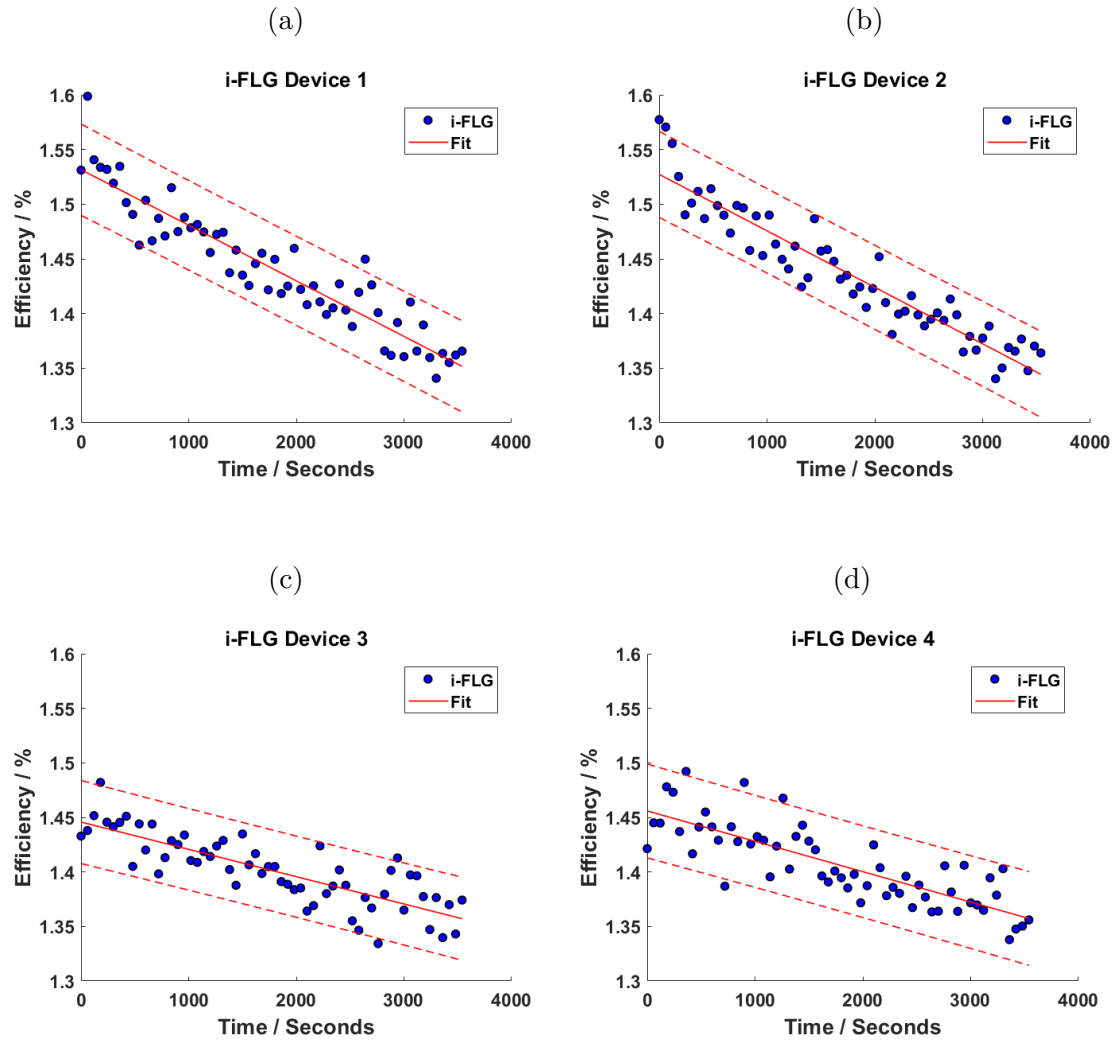 (a)
i-FLG Device 1
1.6
1.55
1.5
1.45
1.4
1.35
1.3
Efficiency / %
i-FLG
Fit
0 1000 2000 3000 4000
Time / Seconds
(b)
i-FLG Device 2
1.6
1.55
1.5
1.45
1.4
1.35
1.3
Efficiency / %
i-FLG
Fit
0 1000 2000 3000 4000
Time / Seconds
(c)
i-FLG Device 3
1.6
1.55
1.5
1.45
1.4
1.35
1.3
Efficiency / %
i-FLG
Fit
0 1000 2000 3000 4000
Time / Seconds
(d)
i-FLG Device 4
1.6
1.55
1.5
1.45
1.4
1.35
1.3
Efficiency / %
i-FLG
Fit
0 1000 2000 3000 4000
Time / Seconds